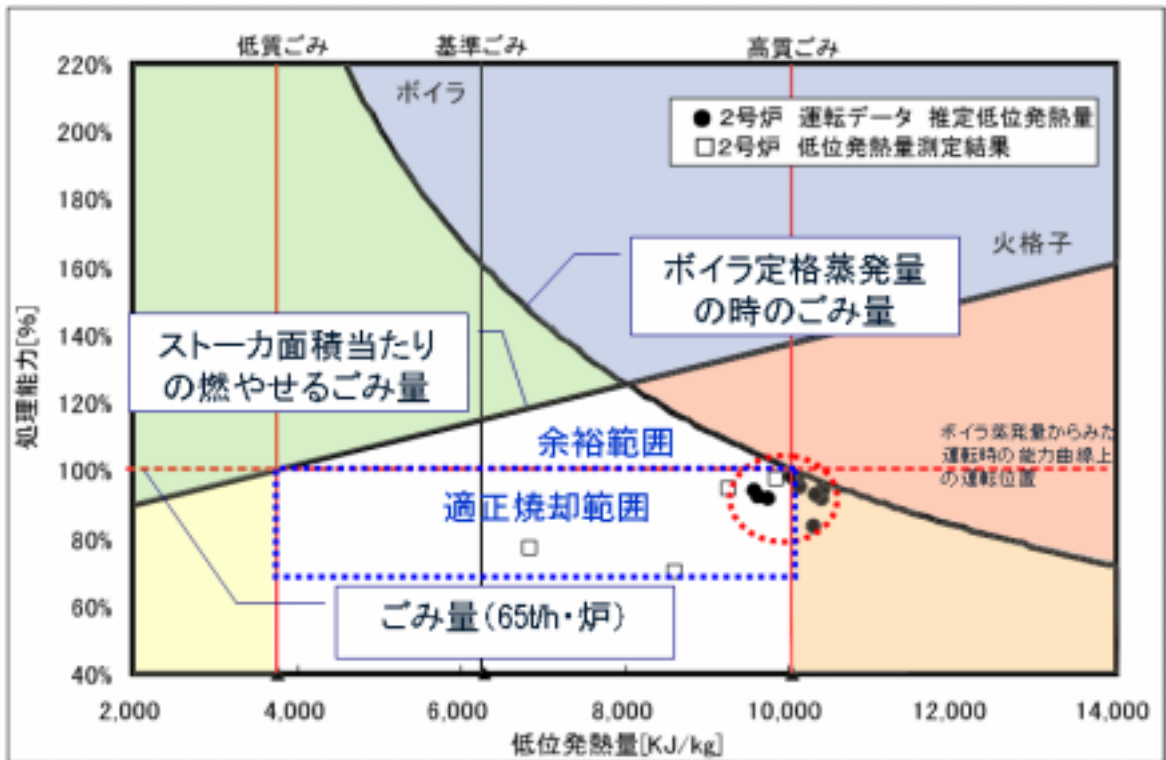 低質ごみ 基準ごみ 高質ごみ
220%
200%
180%
160%
140%
120%
100%
80%
60%
40%
処理能力[%]
ボイラ
● 2号炉 運転データ 推定低位発熱量
□2号炉 低位発熱量測定結果
火格子
ボイラ定格蒸発量
の時のごみ量
ストーカ面積当たり
の燃やせるごみ量
余裕範囲
ボイラ蒸発量からみた
運転時の能力曲線上
の運転位置
適正焼却範囲
ごみ量(65t/h・炉)
2,000 4,000 6,000 8,000 10,000 12,000 14,000
低位発熱量[KJ/kg]